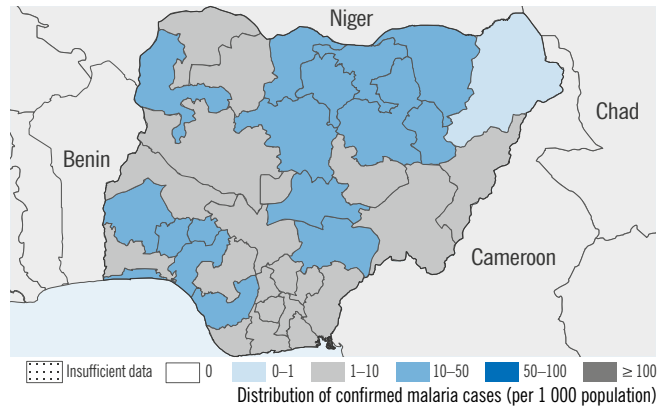 Niger
Chad
Benin
Cameroon
Insufficient data 0 0–1 1–10 10–50 50–100 ≥ 100
Distribution of confirmed malaria cases (per 1 000 population)